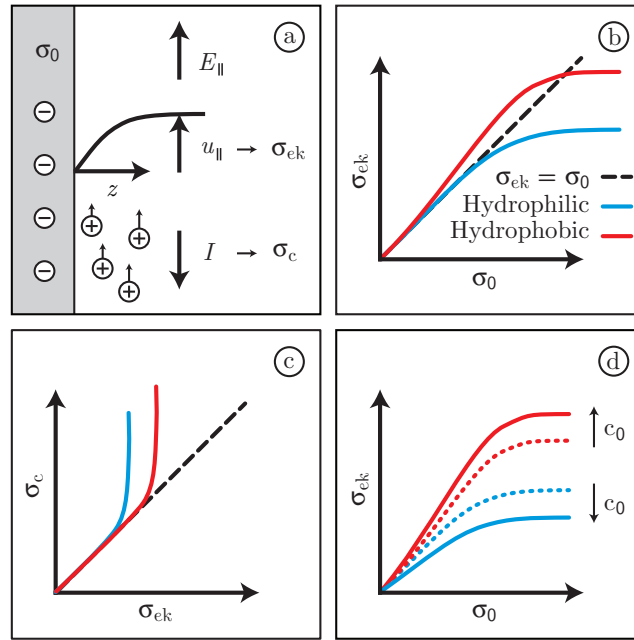 a
σ₀
E∥
u∥ → σek
z
I → σc
b
σek
σek = σ₀
Hydrophilic
Hydrophobic
σ₀
c
σc
σek
d
c₀
σek
c₀
σ₀